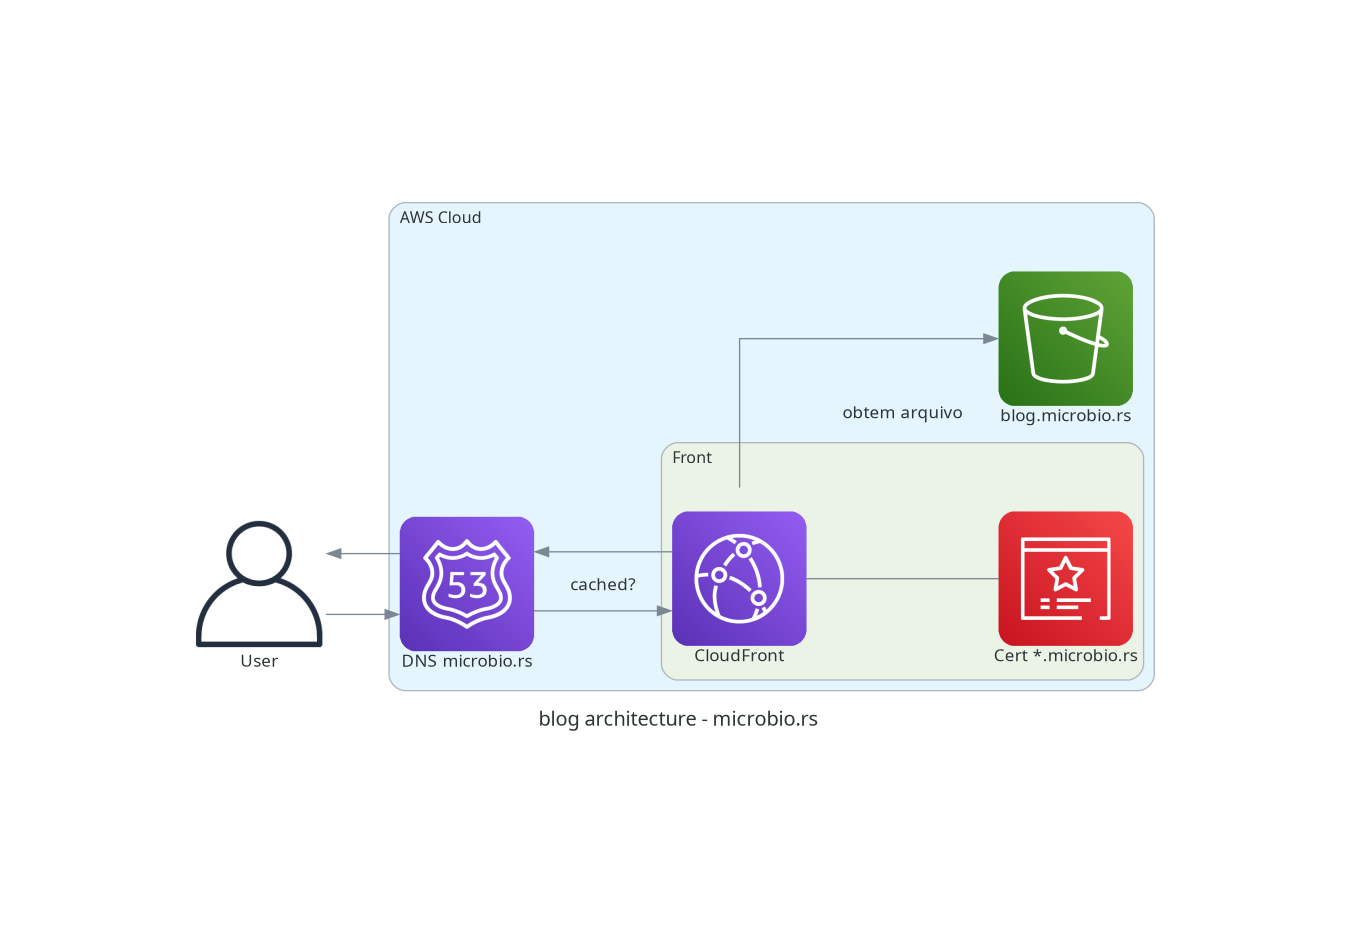 AWS Cloud
blog.microbio.rs
obtem arquivo
Front
53
cached?
User
DNS microbio.rs
CloudFront
Cert *.microbio.rs
blog architecture - microbio.rs